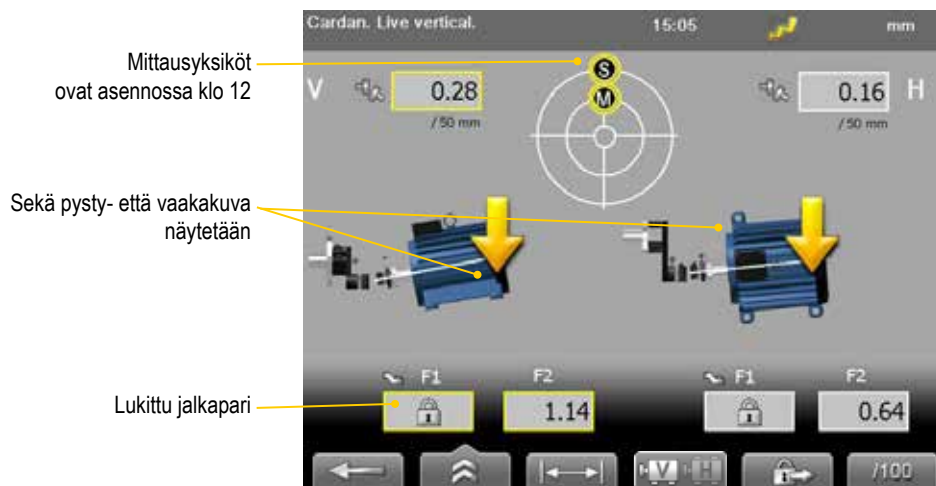 Cardan. Live vertical. 15:05 mm
Mittausyksiköt
ovat asennossa klo 12
V 0.28 S 0.16 H
M
/ 50 mm / 50 mm
Sekä pysty- että vaakakuva
näytetään
F1 F2 F1 F2
Lukittu jalkapari
1.14 0.64
V H /100